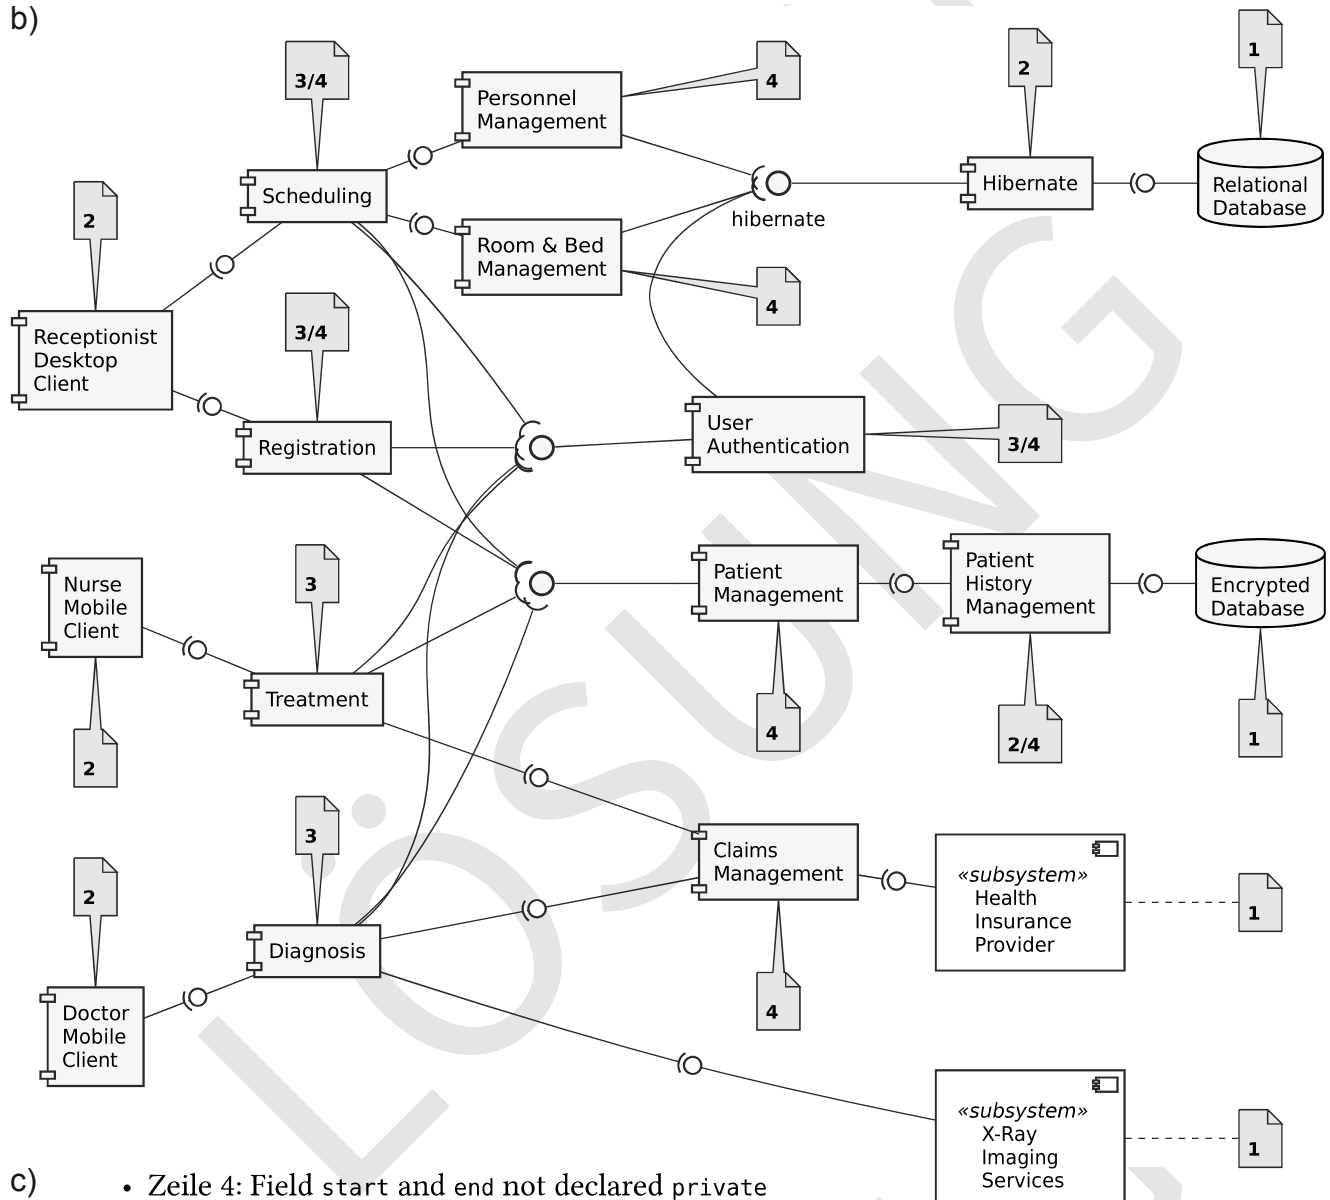 b)
3/4
Personnel
Management
4
2
1
Scheduling
Hibernate
Relational
Database
hibernate
2
Room & Bed
Management
4
3/4
Receptionist
Desktop
Client
Registration
User
Authentication
3/4
Nurse
Mobile
Client
3
Patient
Management
Patient
History
Management
Encrypted
Database
Treatment
2
4
2/4
1
3
Claims
Management
«subsystem»
Health
Insurance
Provider
1
2
Diagnosis
4
Doctor
Mobile
Client
«subsystem»
X-Ray
Imaging
Services
1
LÖSUNG
c)
• Zeile 4: Field start and end not declared private